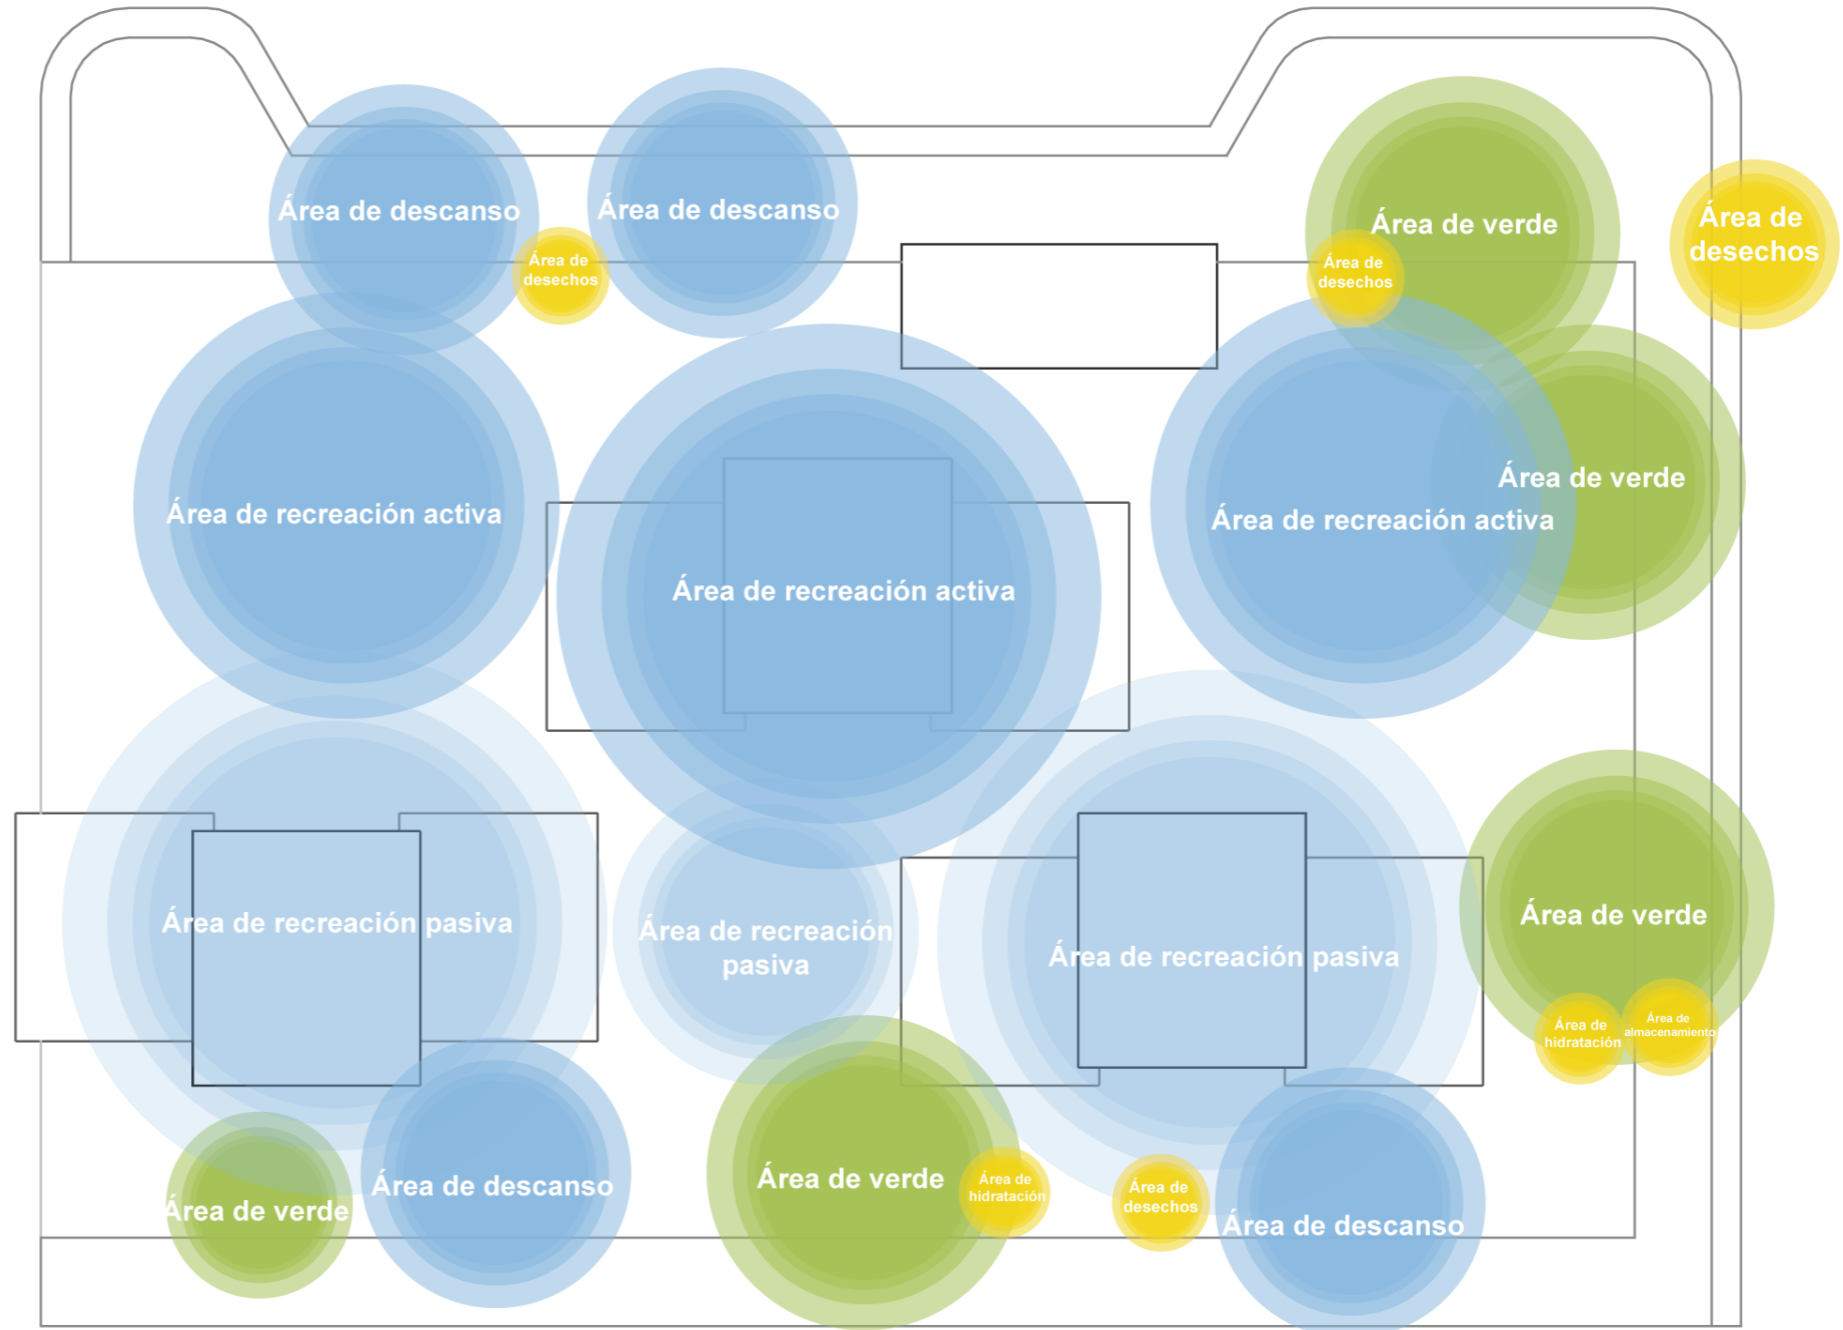 Área de descanso
Área de descanso
Área de verde
Área de
desechos
Área de
desechos
Área de
desechos
Área de verde
Área de recreación activa
Área de recreación activa
Área de recreación activa
Área de recreación pasiva
Área de recreación
pasiva
Área de recreación pasiva
Área de verde
Área de
hidratación
Área de
almacenamiento
Área de verde
Área de descanso
Área de verde
Área de
hidratación
Área de
desechos
Área de descanso